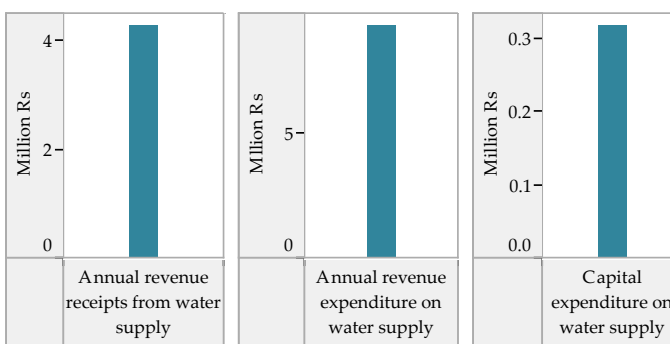 Million Rs
4
2
0
Annual revenue
receipts from water
supply
Million Rs
5
0
Annual revenue
expenditure on
water supply
Million Rs
0.3
0.2
0.1
0.0
Capital
expenditure on
water supply